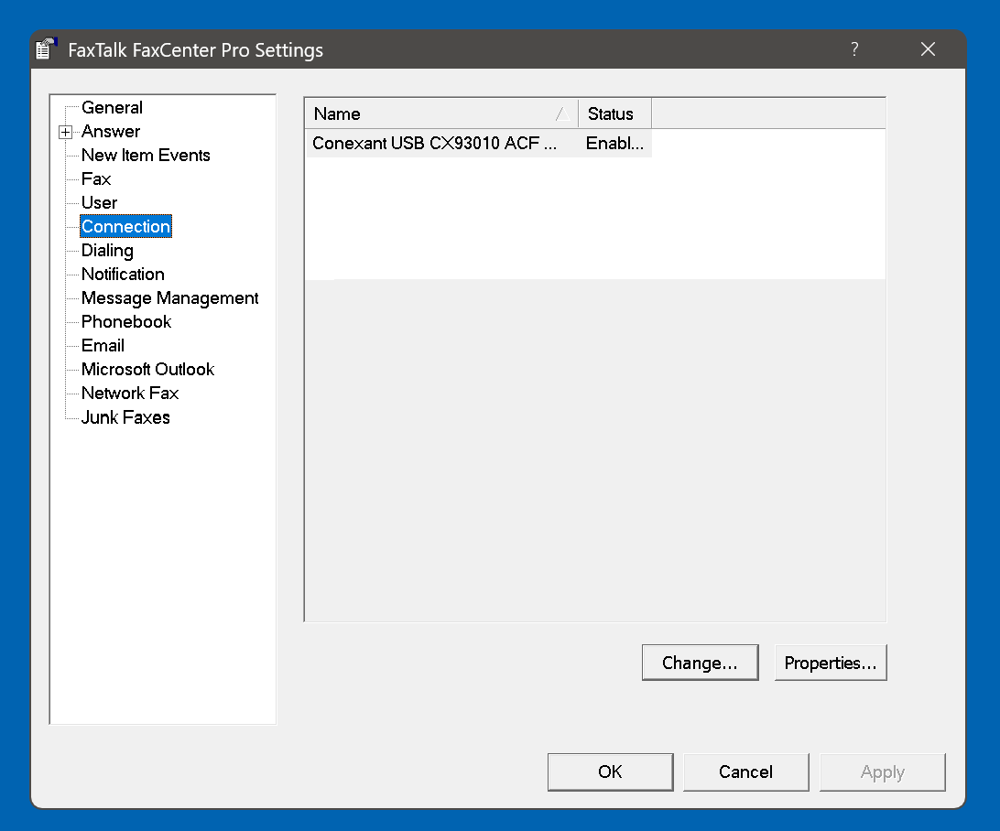 FaxTalk FaxCenter Pro Settings
?
General
Answer
New Item Events
Fax
User
Connection
Dialing
Notification
Message Management
Phonebook
Email
Microsoft Outlook
Network Fax
Junk Faxes
Name Status
Conexant USB CX93010 ACF ... Enabl...
Change... Properties...
OK Cancel Apply